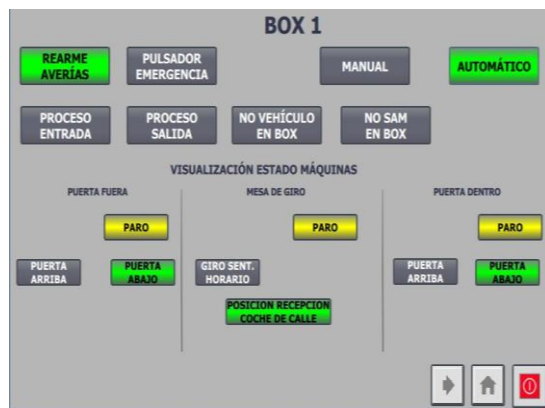 BOX 1
REARME
AVERÍAS
PULSADOR
EMERGENCIA
MANUAL
AUTOMÁTICO
PROCESO
ENTRADA
PROCESO
SALIDA
NO VEHÍCULO
EN BOX
NO SAM
EN BOX
VISUALIZACIÓN ESTADO MÁQUINAS
PUERTA FUERA
MESA DE GIRO
PUERTA DENTRO
PARO
PARO
PARO
PUERTA
ARRIBA
PUERTA
ABAJO
GIRO SENT.
HORARIO
PUERTA
ARRIBA
PUERTA
ABAJO
POSICION RECEPCION
COCHE DE CALLE